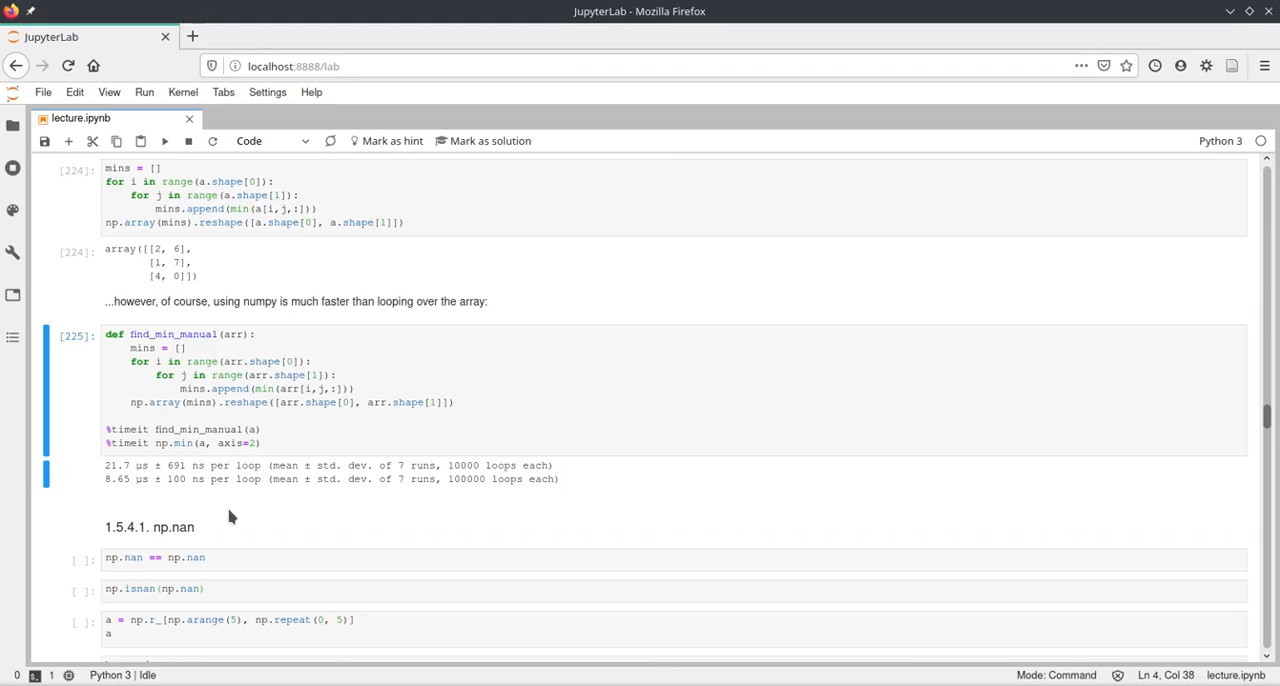 JupyterLab - Mozilla Firefox
JupyterLab
localhost:8888/lab
File Edit View Run Kernel Tabs Settings Help
lecture.ipynb
Code Mark as hint Mark as solution Python 3
[224]: mins = []
for i in range(a.shape[0]):
    for j in range(a.shape[1]):
        mins.append(min(a[i,j,:]))
np.array(mins).reshape([a.shape[0], a.shape[1]])
[224]: array([[2, 6],
       [1, 7],
       [4, 0]])
...however, of course, using numpy is much faster than looping over the array:
[225]: def find_min_manual(arr):
    mins = []
    for i in range(arr.shape[0]):
        for j in range(arr.shape[1]):
            mins.append(min(arr[i,j,:]))
    np.array(mins).reshape([arr.shape[0], arr.shape[1]])
%timeit find_min_manual(a)
%timeit np.min(a, axis=2)
21.7 µs ± 691 ns per loop (mean ± std. dev. of 7 runs, 10000 loops each)
8.65 µs ± 100 ns per loop (mean ± std. dev. of 7 runs, 100000 loops each)
1.5.4.1. np.nan
[ ]: np.nan == np.nan
[ ]: np.isnan(np.nan)
[ ]: a = np.r_[np.arange(5), np.repeat(0, 5)]
a
0 1 Python 3 | Idle Mode: Command Ln 4, Col 38 lecture.ipynb